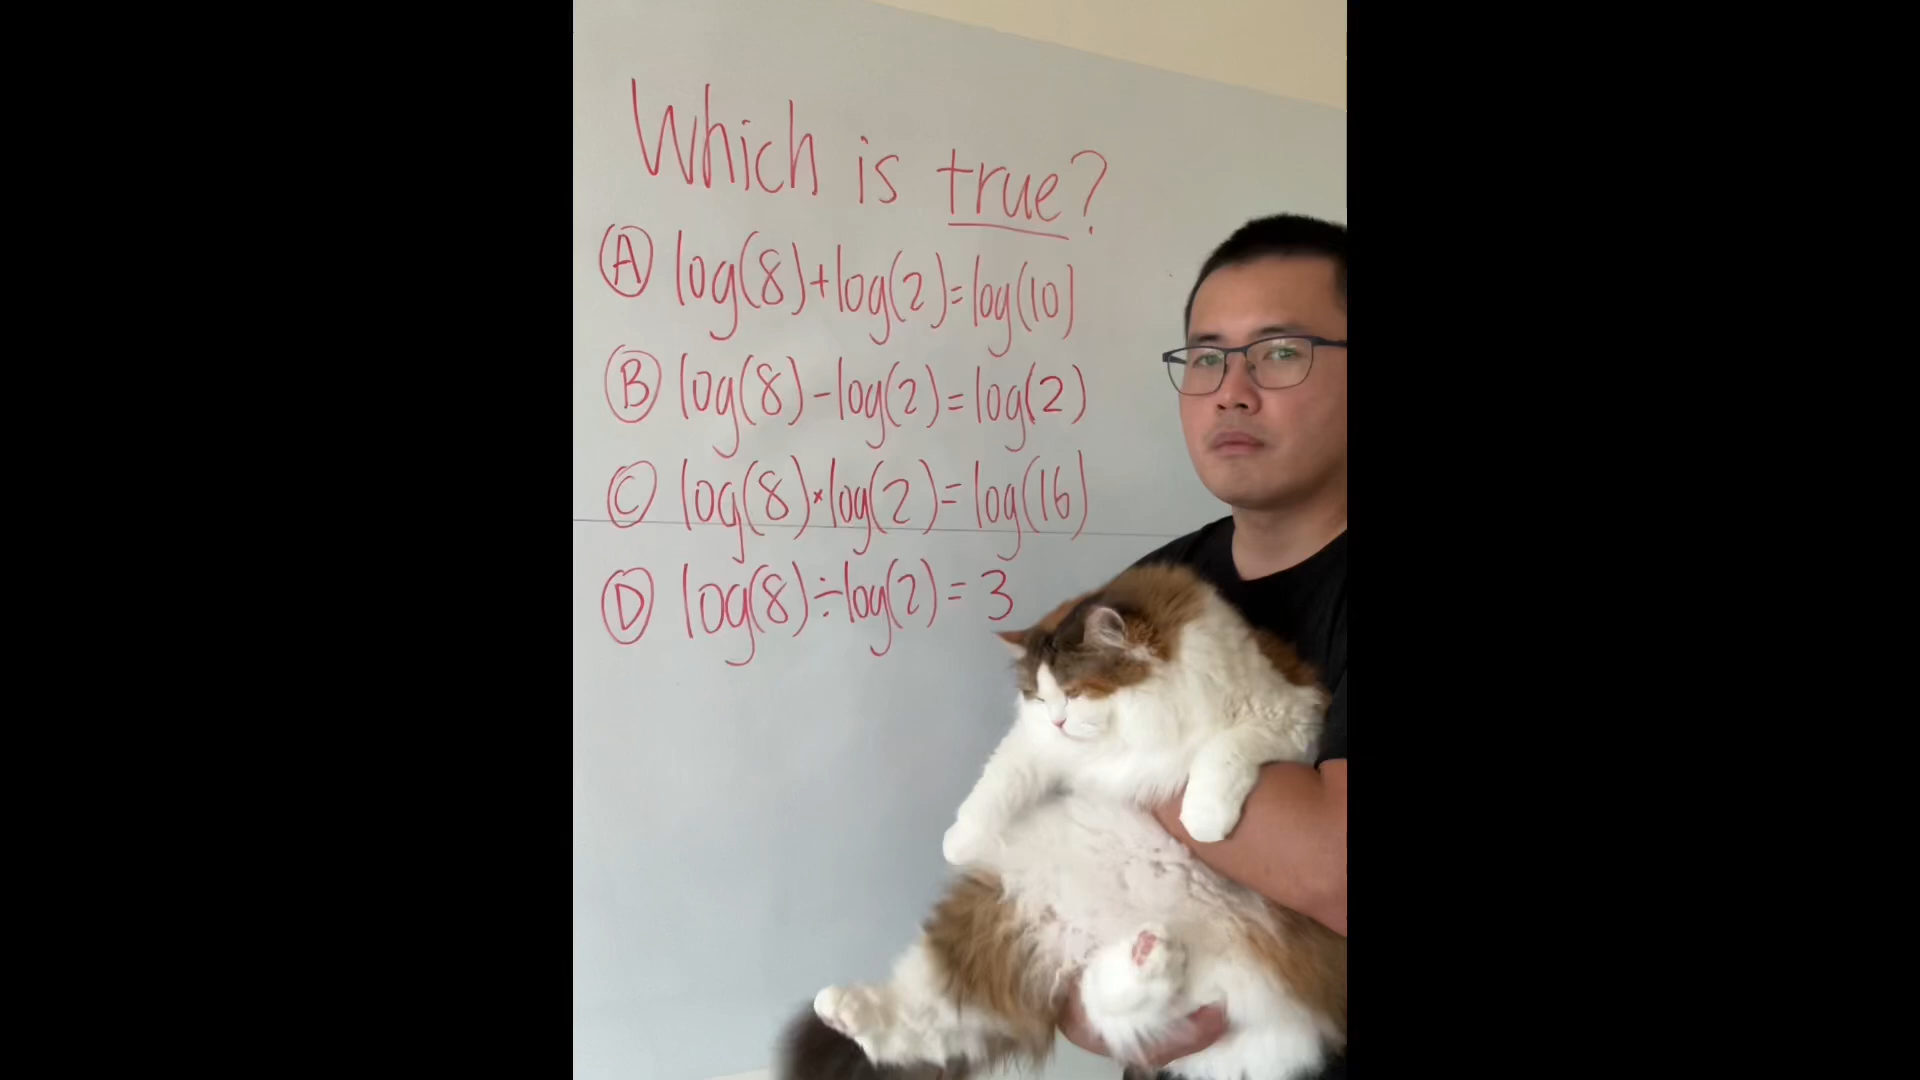 Which is true?
Ⓐ log(8)+log(2)=log(10)
Ⓑ log(8)-log(2)=log(2)
Ⓒ log(8)×log(2)=log(16)
Ⓓ log(8)÷log(2)=3